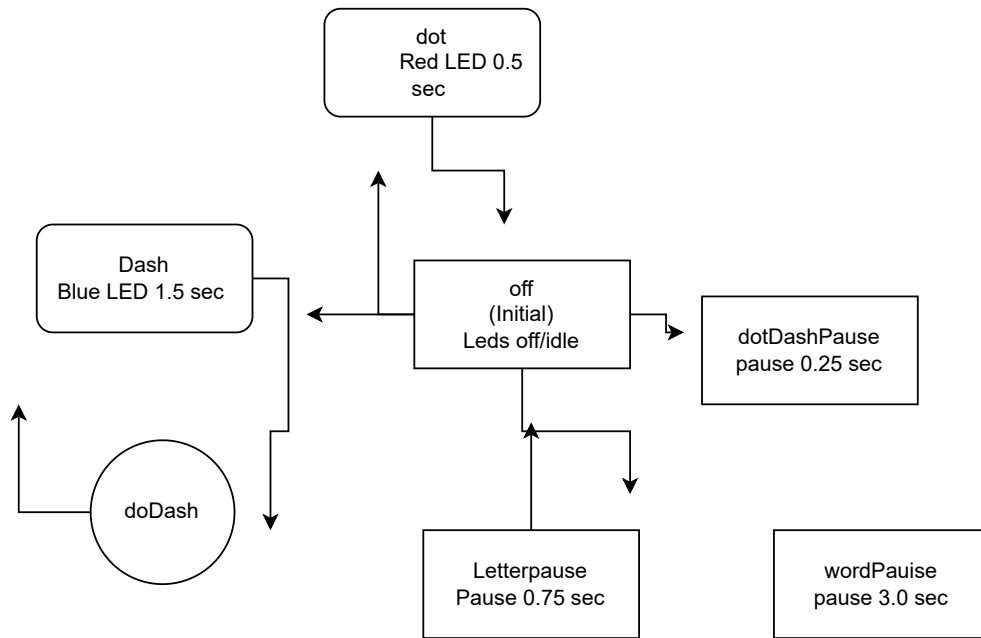 dot
Red LED 0.5
sec
Dash
Blue LED 1.5 sec
off
(Initial)
Leds off/idle
dotDashPause
pause 0.25 sec
doDash
Letterpause
Pause 0.75 sec
wordPauise
pause 3.0 sec